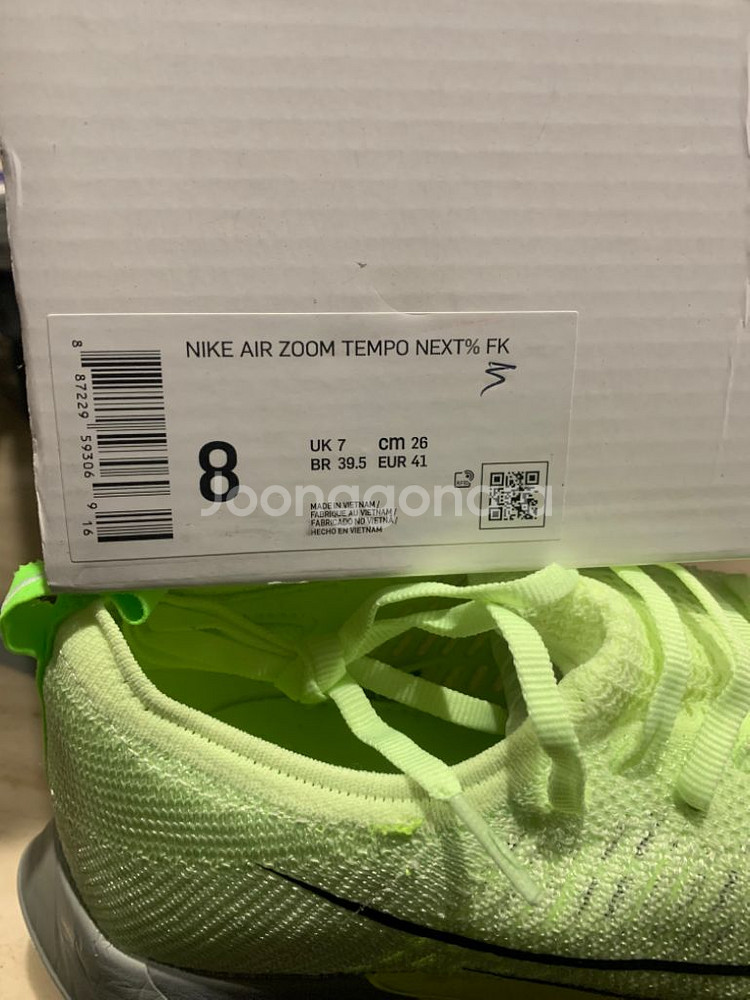 NIKE AIR ZOOM TEMPO NEXT% FK
8 87229 59306 9 16
8
UK 7 cm 26
BR 39.5 EUR 41
MADE IN VIETNAM /
FABRIQUE AU VIETNAM /
FABRICADO NO VIETNÃ /
HECHO EN VIETNAM
Joonggonara